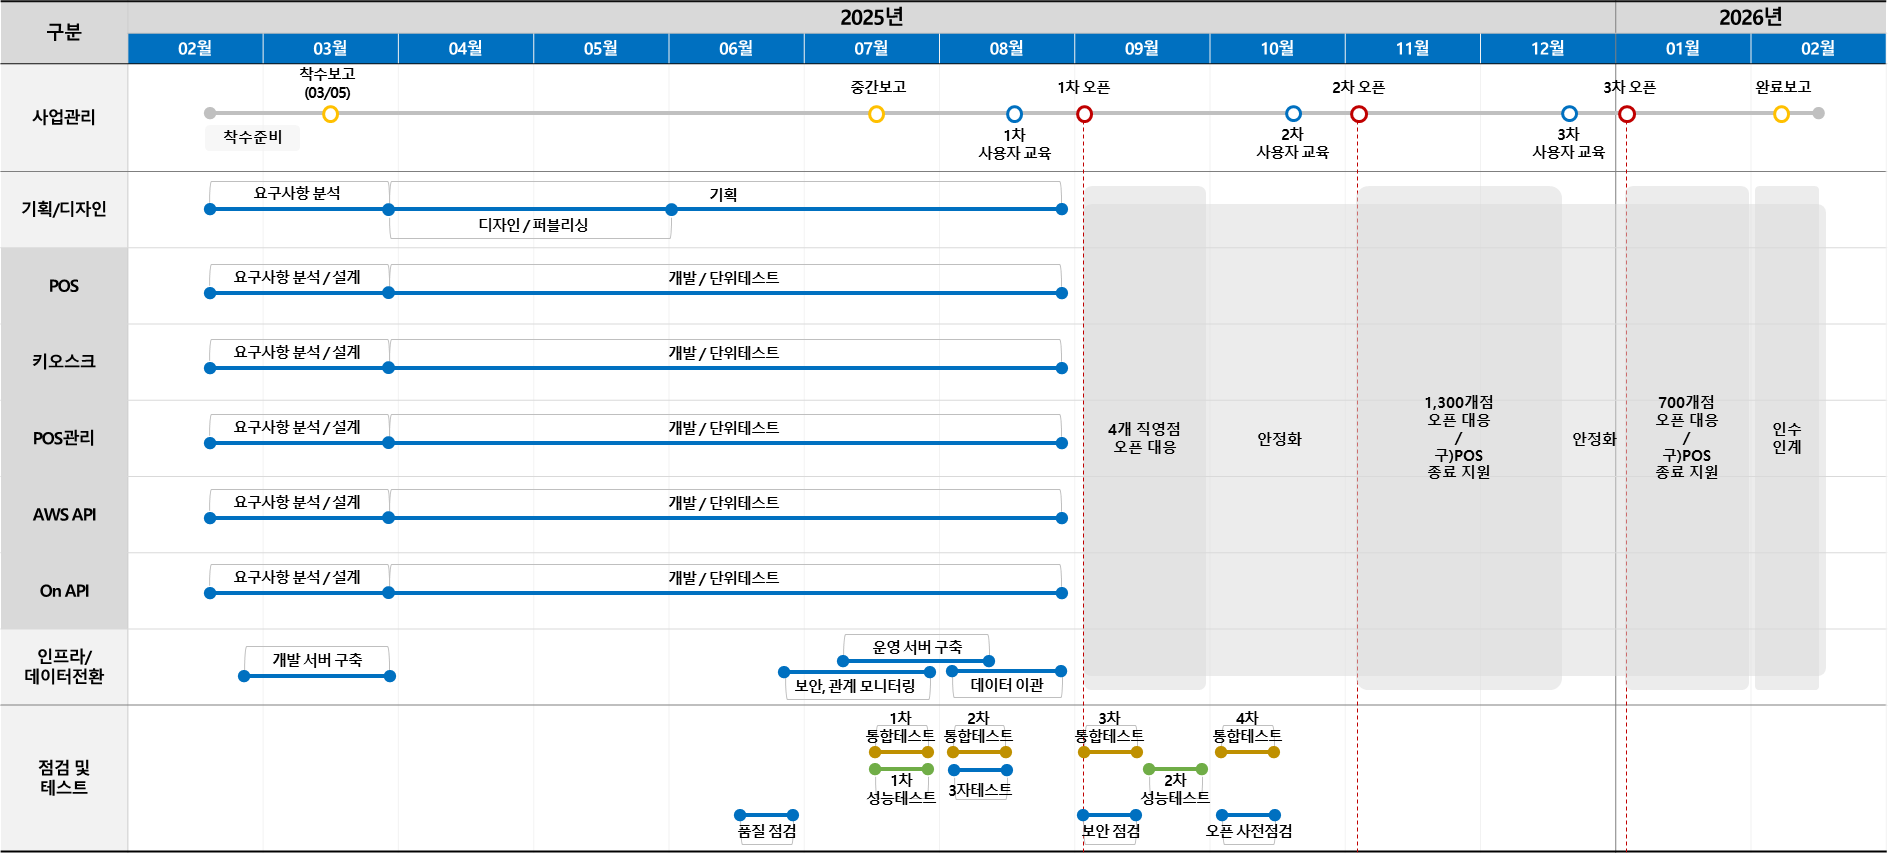 구분
2025년
2026년
02월
03월
04월
05월
06월
07월
08월
09월
10월
11월
12월
01월
02월
사업관리
착수보고
(03/05)
착수준비
중간보고
1차
사용자 교육
1차 오픈
2차
사용자 교육
2차 오픈
3차
사용자 교육
3차 오픈
완료보고
기획/디자인
요구사항 분석
기획
디자인 / 퍼블리싱
POS
요구사항 분석 / 설계
개발 / 단위테스트
키오스크
요구사항 분석 / 설계
개발 / 단위테스트
POS관리
요구사항 분석 / 설계
개발 / 단위테스트
AWS API
요구사항 분석 / 설계
개발 / 단위테스트
On API
요구사항 분석 / 설계
개발 / 단위테스트
4개 직영점
오픈 대응
안정화
1,300개점
오픈 대응
/
구)POS
종료 지원
안정화
700개점
오픈 대응
/
구)POS
종료 지원
인수
인계
인프라/
데이터전환
개발 서버 구축
운영 서버 구축
보안, 관계 모니터링
데이터 이관
점검 및
테스트
1차
통합테스트
2차
통합테스트
3차
통합테스트
4차
통합테스트
1차
성능테스트
3자테스트
2차
성능테스트
품질 점검
보안 점검
오픈 사전점검